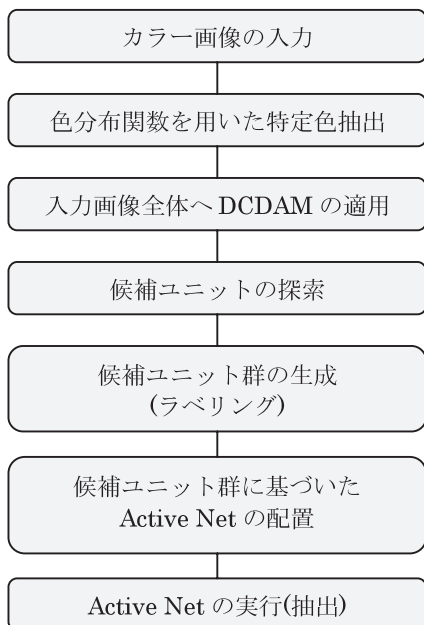 カラー画像の入力
色分布関数を用いた特定色抽出
入力画像全体へ DCDAM の適用
候補ユニットの探索
候補ユニット群の生成
(ラベリング)
候補ユニット群に基づいた
Active Net の配置
Active Net の実行(抽出)